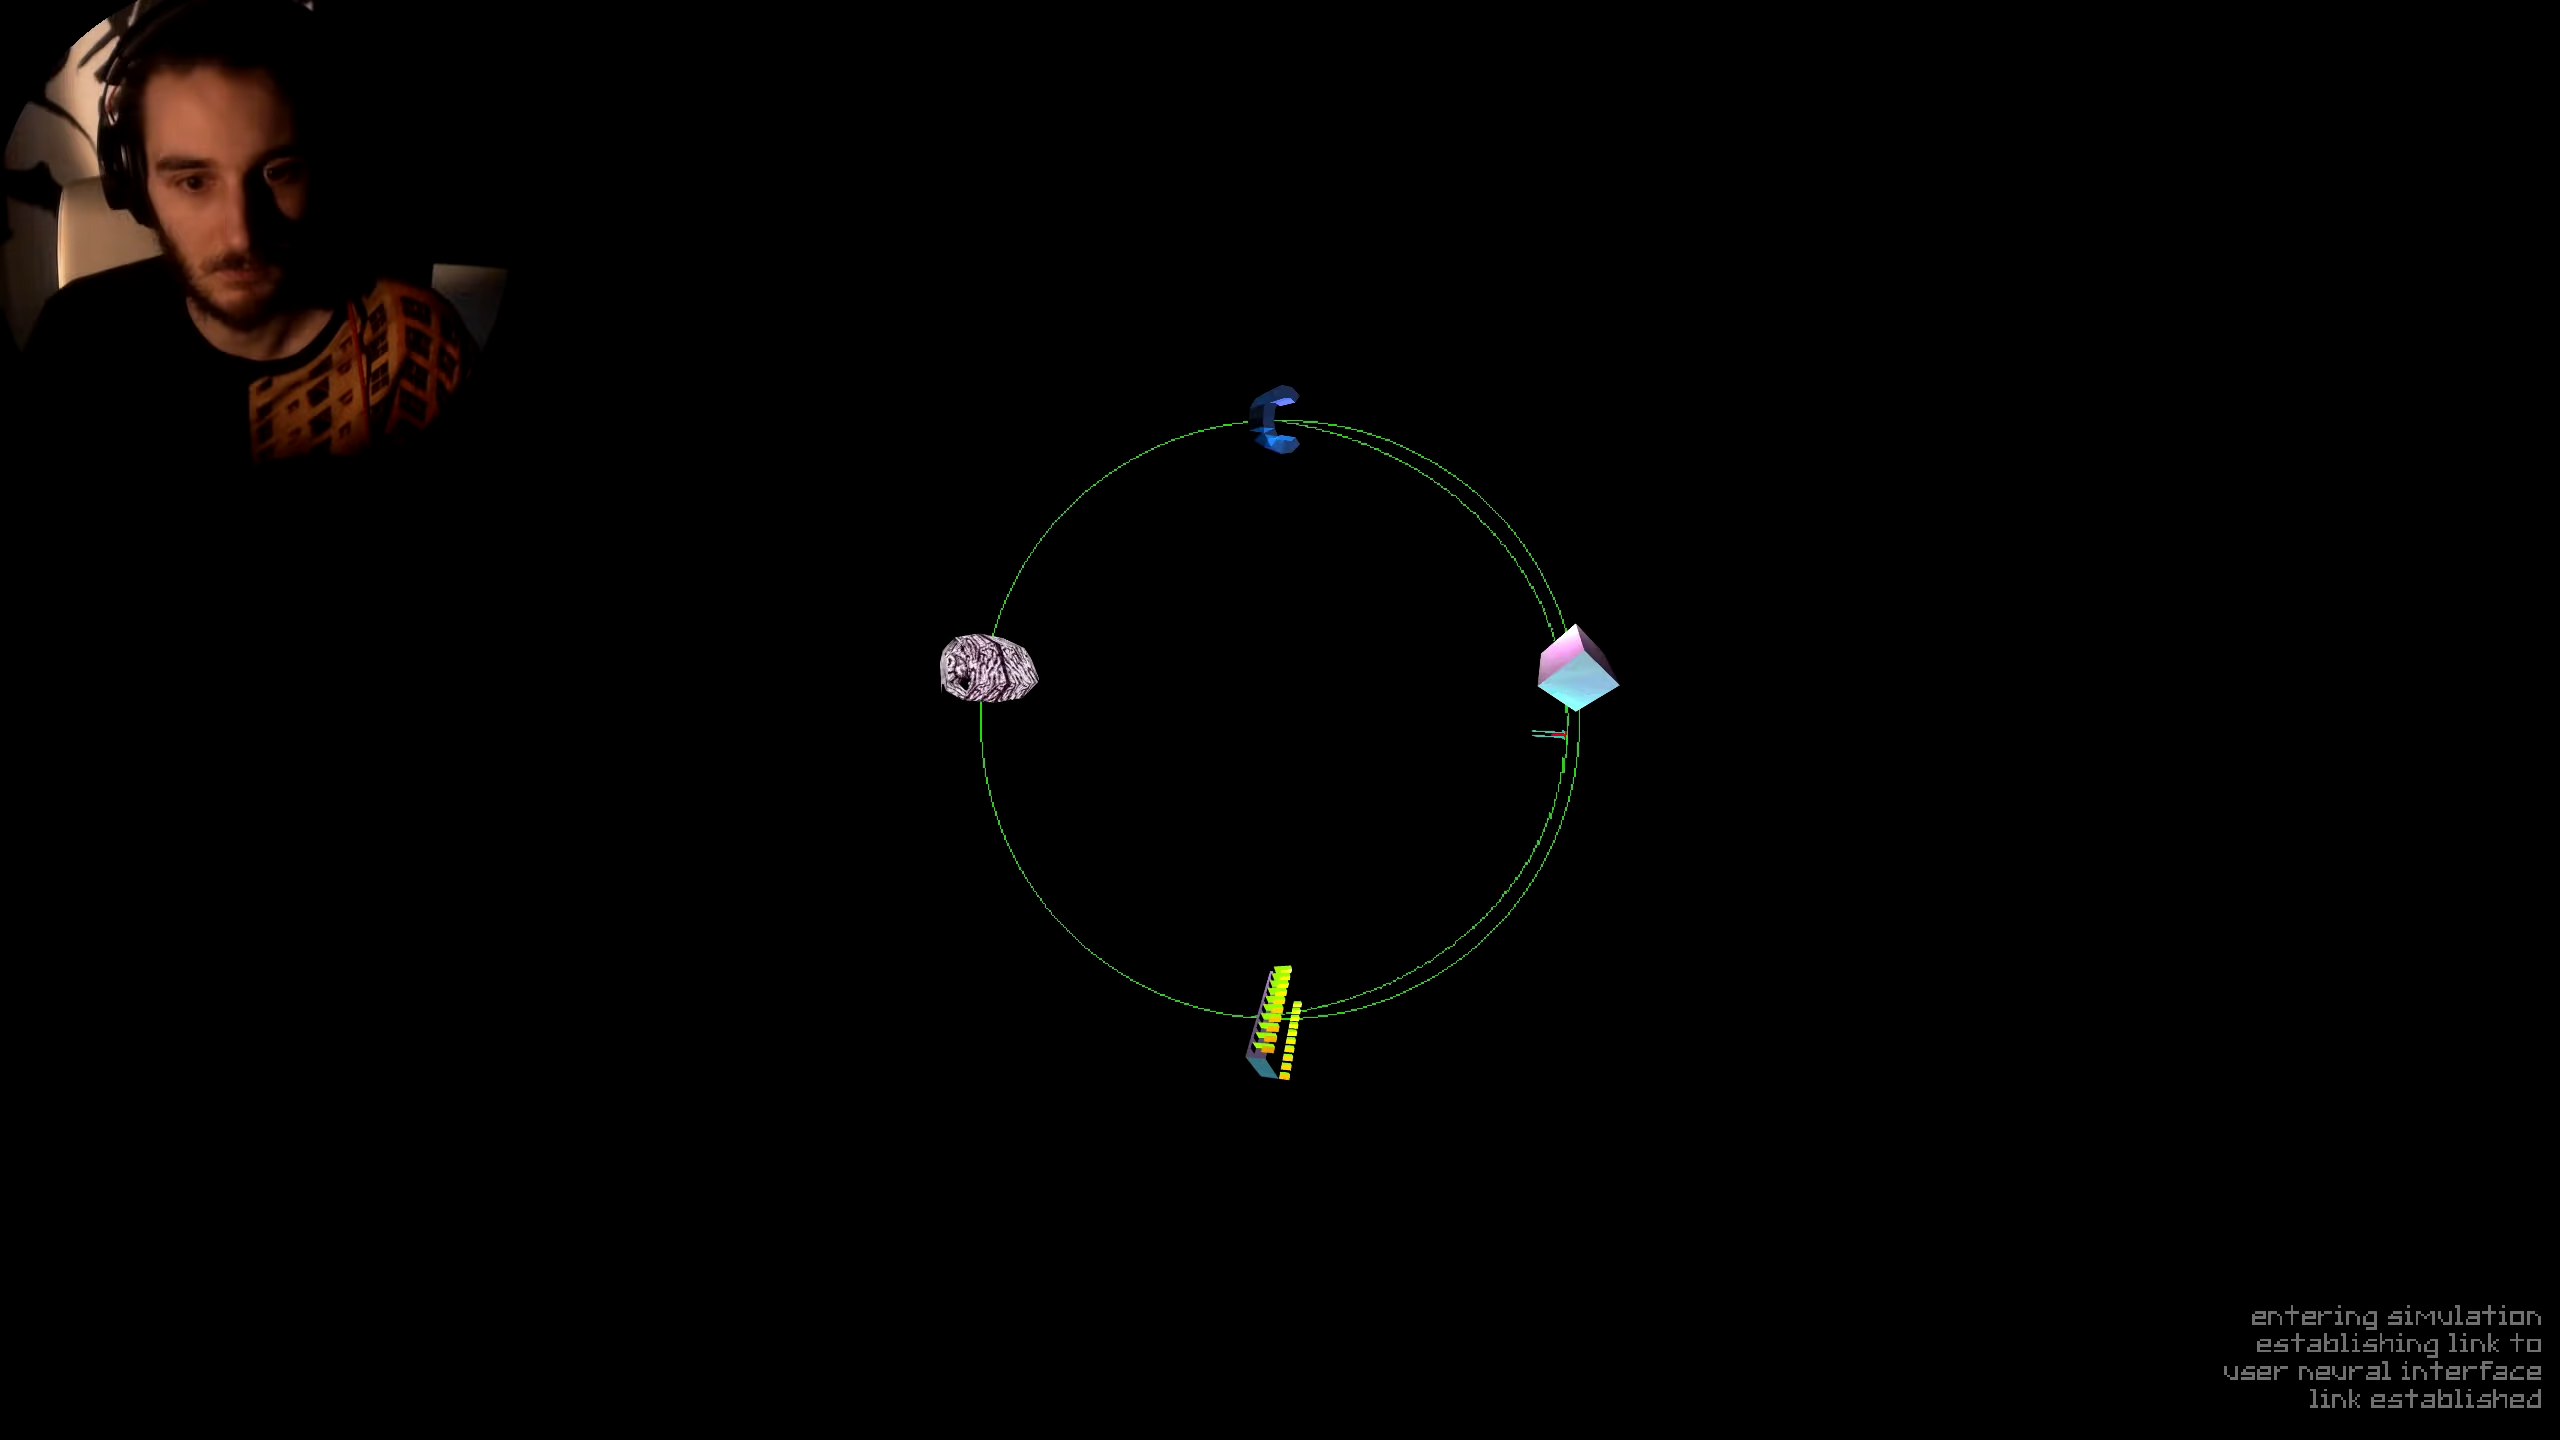 entering simulation
establishing link to
user neural interface
link established